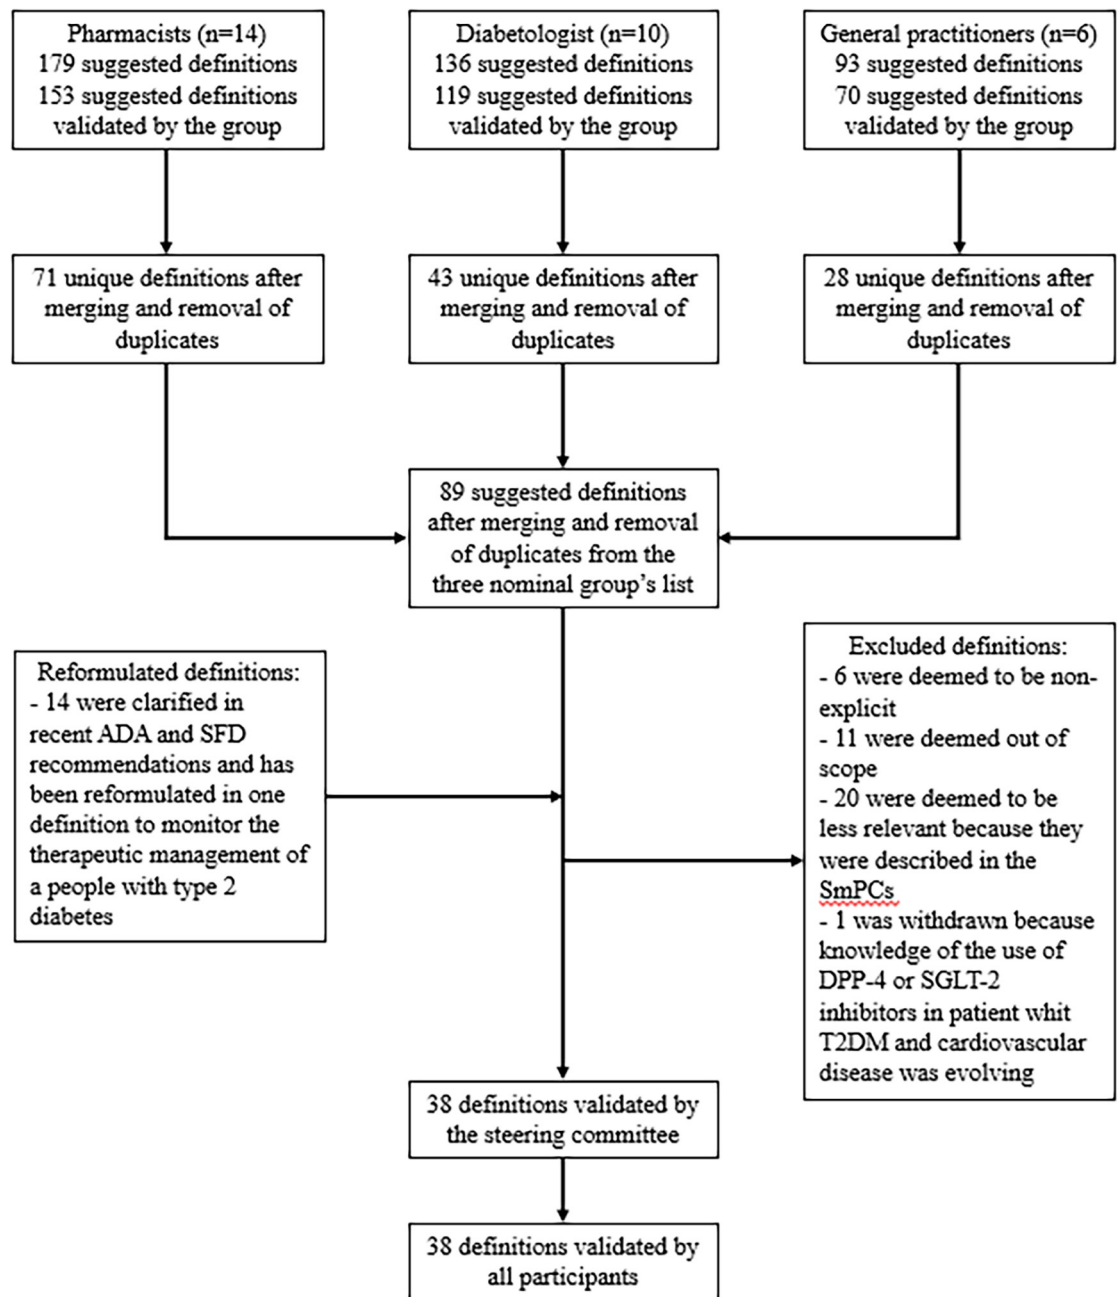 Pharmacists (n=14)
179 suggested definitions
153 suggested definitions
validated by the group
Diabetologist (n=10)
136 suggested definitions
119 suggested definitions
validated by the group
General practitioners (n=6)
93 suggested definitions
70 suggested definitions
validated by the group
71 unique definitions after
merging and removal of
duplicates
43 unique definitions after
merging and removal of
duplicates
28 unique definitions after
merging and removal of
duplicates
89 suggested definitions
after merging and removal
of duplicates from the
three nominal group's list
Reformulated definitions:
- 14 were clarified in
recent ADA and SFD
recommendations and has
been reformulated in one
definition to monitor the
therapeutic management of
a people with type 2
diabetes
Excluded definitions:
- 6 were deemed to be non-
explicit
- 11 were deemed out of
scope
- 20 were deemed to be
less relevant because they
were described in the
SmPCs
- 1 was withdrawn because
knowledge of the use of
DPP-4 or SGLT-2
inhibitors in patient whit
T2DM and cardiovascular
disease was evolving
38 definitions validated by
the steering committee
38 definitions validated by
all participants